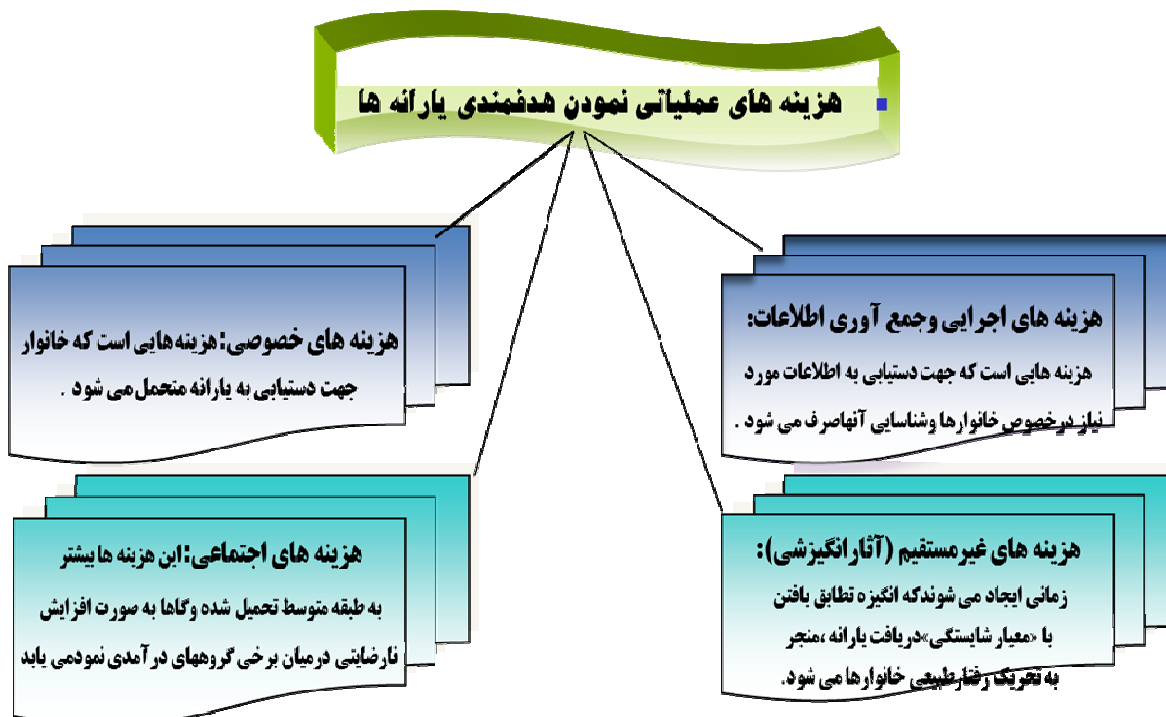 ▪ هزینه های عملیاتی نمودن هدفمندی یارانه ها
هزینه های اجرایی وجمع آوری اطلاعات:
هزینه هایی است که جهت دستیابی به اطلاعات مورد
نیاز درخصوص خانوارها وشناسایی آنهاصرف می شود .
هزینه های خصوصی: هزینه هایی است که خانوار
جهت دستیابی به یارانه متحمل می شود .
هزینه های غیرمستقیم (آثارانگیزشی):
زمانی ایجاد می شوندکه انگیزه تطابق یافتن
با «معیار شایستگی»دریافت یارانه ،منجر
به تحریک رفتارطبیعی خانوارها می شود.
هزینه های اجتماعی: این هزینه هابیشتر
به طبقه متوسط تحمیل شده وگاها به صورت افزایش
نارضایتی درمیان برخی گروههای درآمدی نمودمی یابد